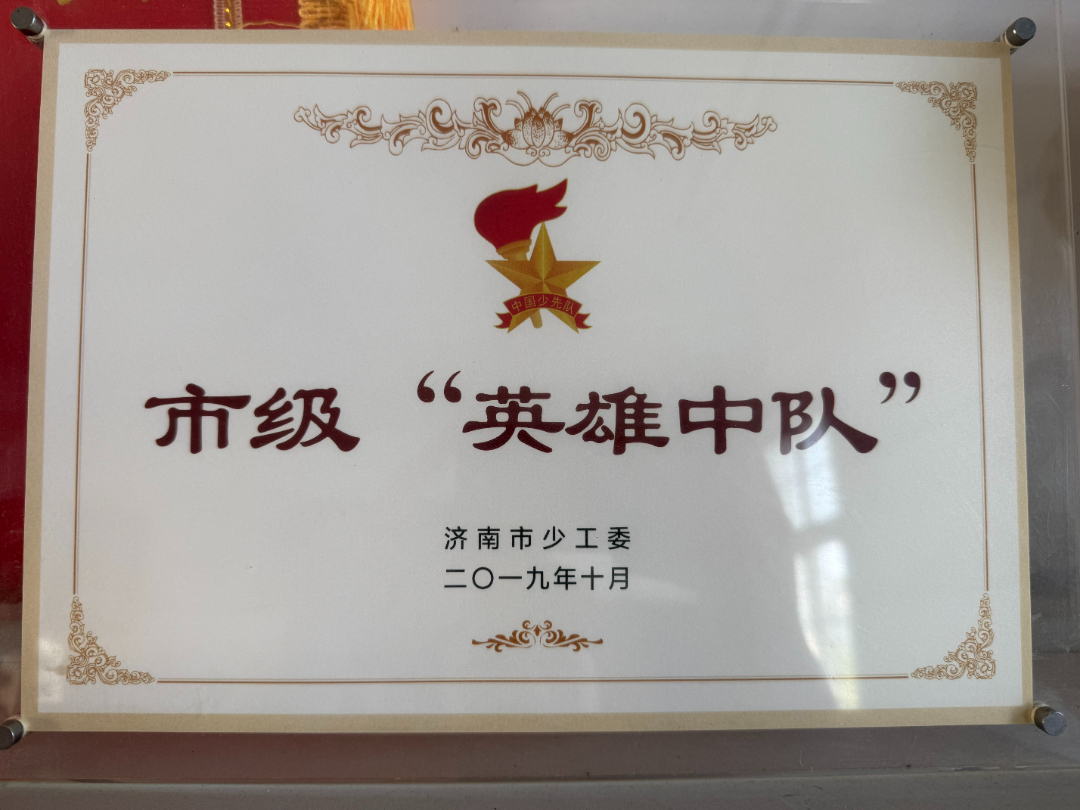 中国少先队
市级“英雄中队”
济南市少工委
二〇一九年十月